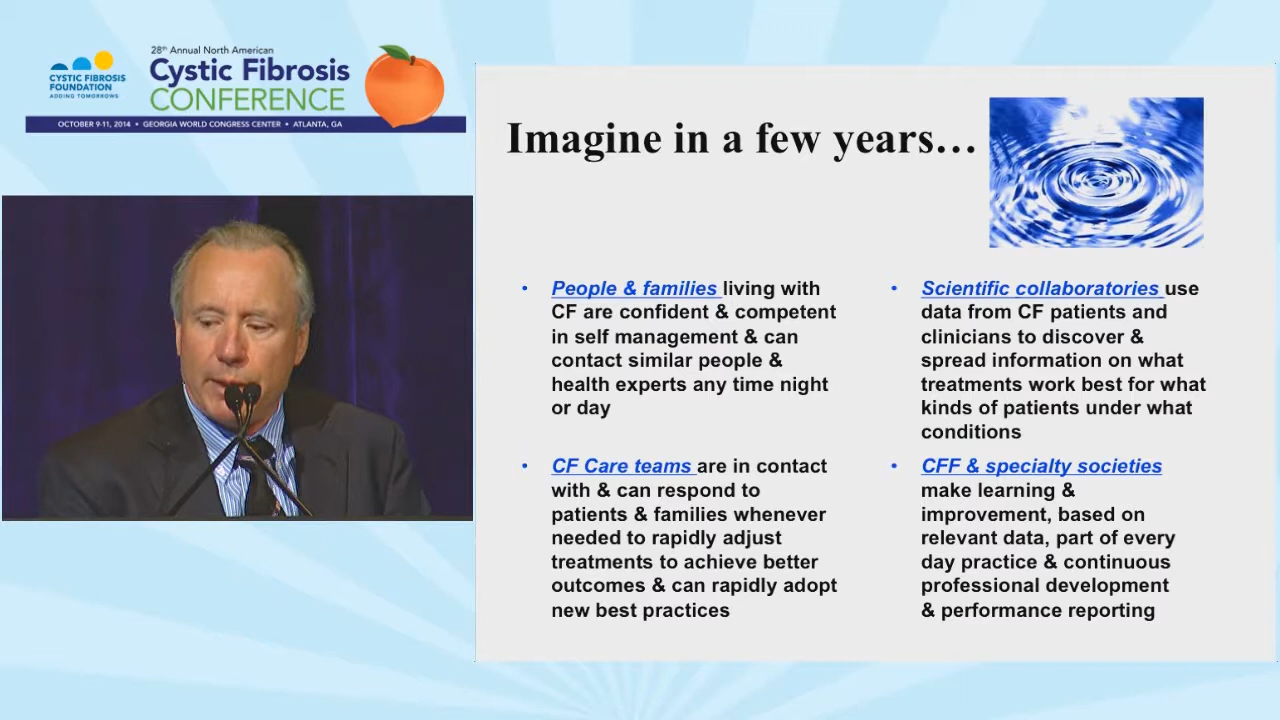 CYSTIC FIBROSIS
FOUNDATION
ADDING TOMORROWS
28th Annual North American
Cystic Fibrosis
CONFERENCE
OCTOBER 9-11, 2014 • GEORGIA WORLD CONGRESS CENTER • ATLANTA, GA
Imagine in a few years…
• People & families living with
CF are confident & competent
in self management & can
contact similar people &
health experts any time night
or day
• CF Care teams are in contact
with & can respond to
patients & families whenever
needed to rapidly adjust
treatments to achieve better
outcomes & can rapidly adopt
new best practices
• Scientific collaboratories use
data from CF patients and
clinicians to discover &
spread information on what
treatments work best for what
kinds of patients under what
conditions
• CFF & specialty societies
make learning &
improvement, based on
relevant data, part of every
day practice & continuous
professional development
& performance reporting